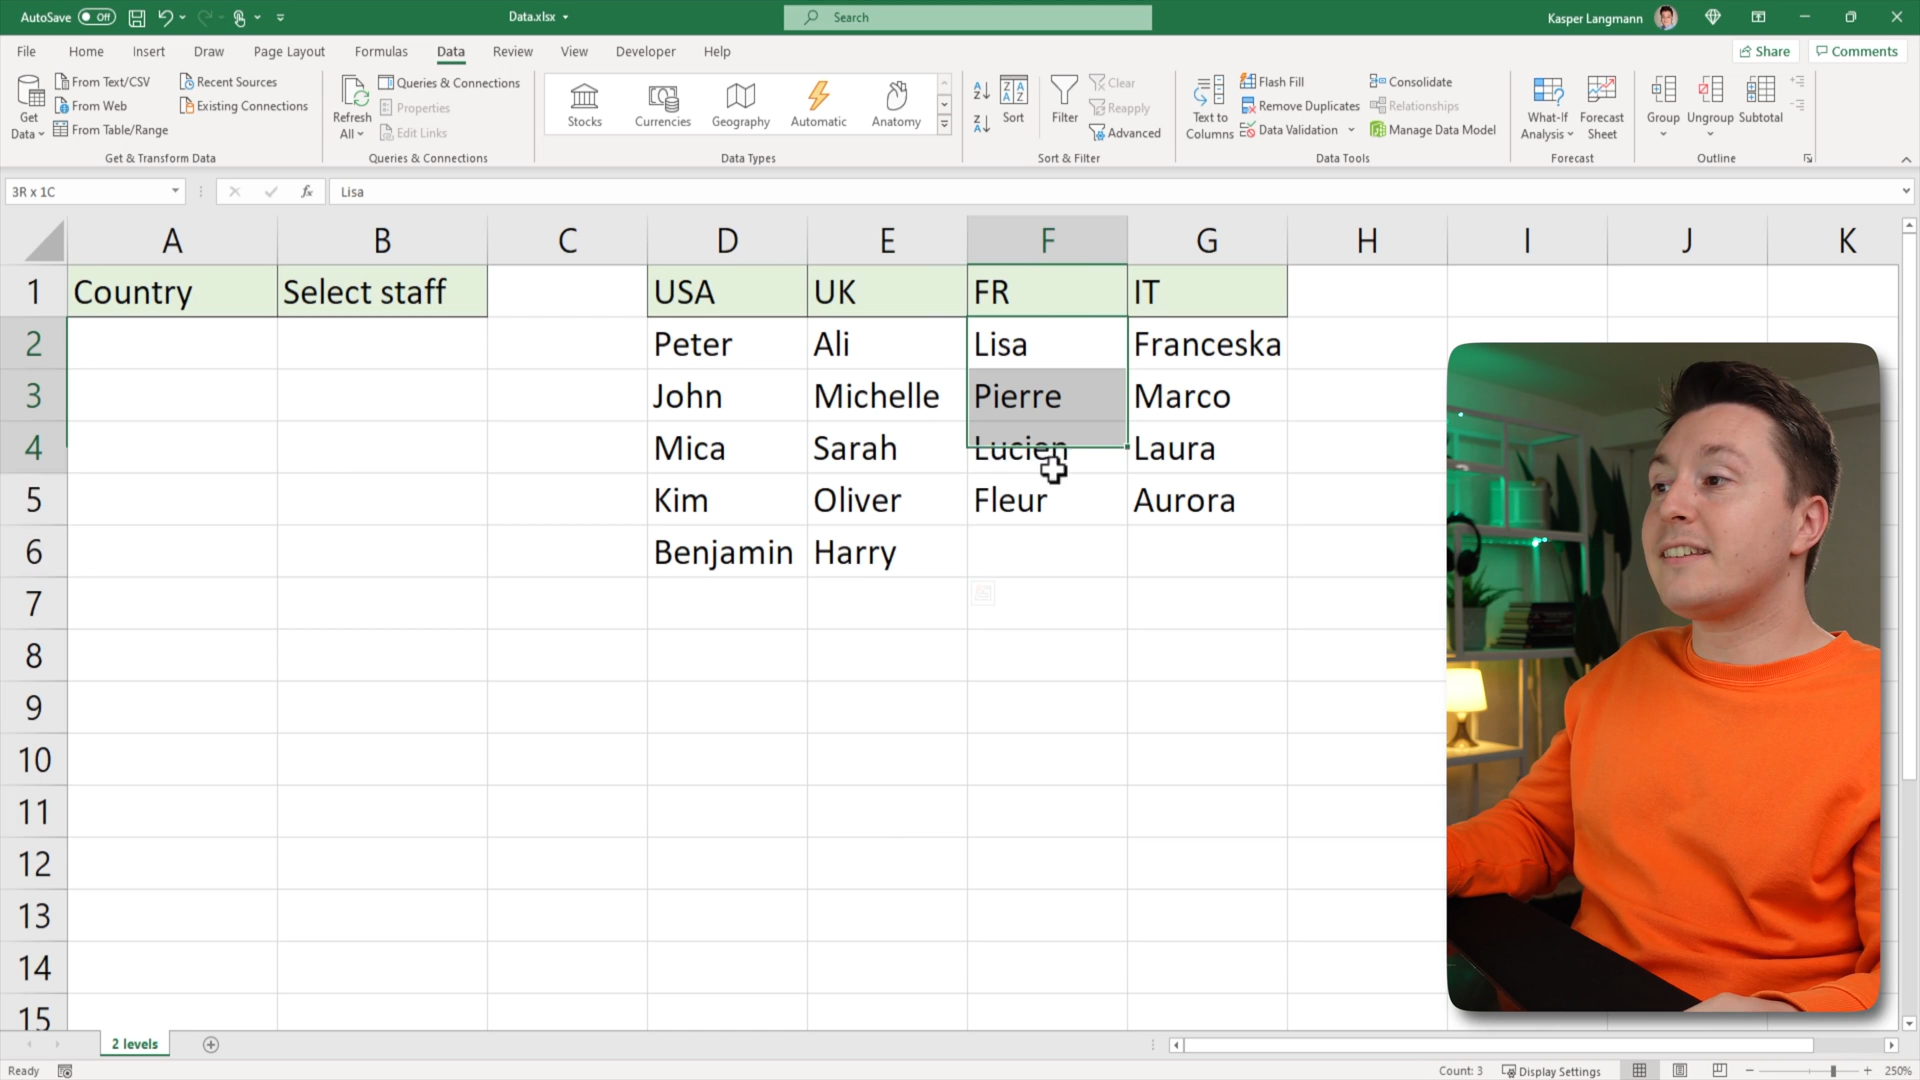 AutoSave Off Data.xlsx Search Kasper Langmann
File Home Insert Draw Page Layout Formulas Data Review View Developer Help Share Comments
Get Data
From Text/CSV
From Web
From Table/Range
Recent Sources
Existing Connections
Get & Transform Data
Refresh All
Queries & Connections
Properties
Edit Links
Queries & Connections
Stocks Currencies Geography Automatic Anatomy
Data Types
Sort
Filter
Clear
Reapply
Advanced
Sort & Filter
Text to Columns
Flash Fill
Remove Duplicates
Data Validation
Consolidate
Relationships
Manage Data Model
Data Tools
What-If Analysis
Forecast Sheet
Forecast
Group Ungroup Subtotal
Outline
3R x 1C fx Lisa
A B C D E F G H I J K
1 Country Select staff USA UK FR IT
2 Peter Ali Lisa Franceska
3 John Michelle Pierre Marco
4 Mica Sarah Lucien Laura
5 Kim Oliver Fleur Aurora
6 Benjamin Harry
7
8
9
10
11
12
13
14
15
2 levels
Ready Count: 3 Display Settings 250%